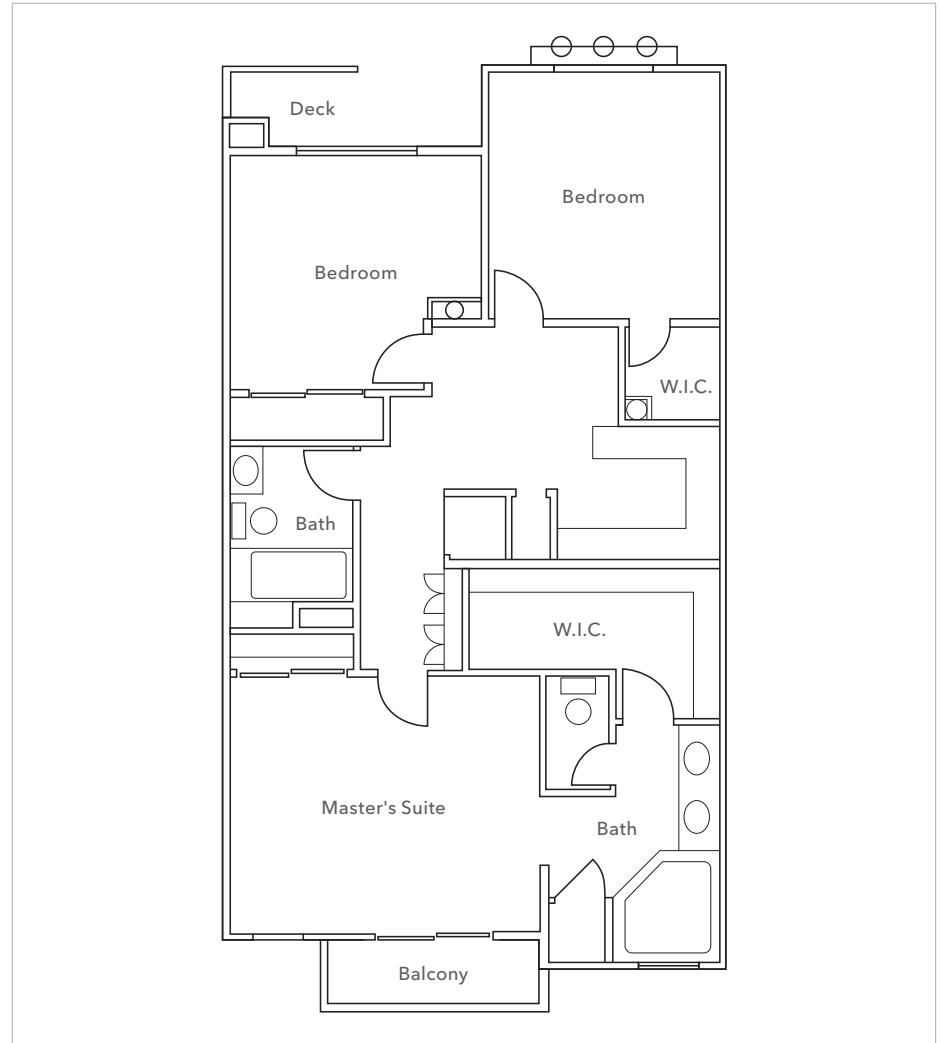 Deck
Bedroom
Bedroom
W.I.C.
Bath
W.I.C.
Master's Suite
Bath
Balcony